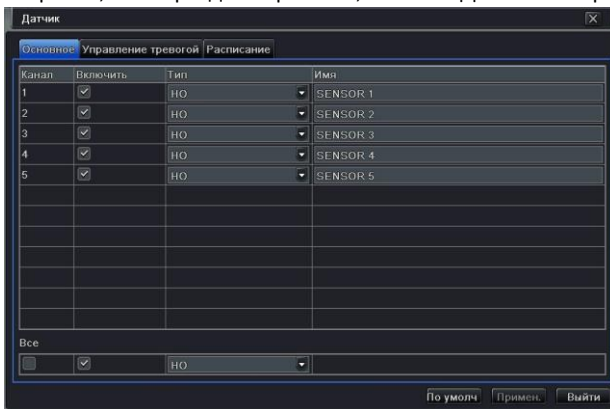 Датчик
Основное Управление тревогой Расписание
Канал Включить Тип Имя
1 НО SENSOR 1
2 НО SENSOR 2
3 НО SENSOR 3
4 НО SENSOR 4
5 НО SENSOR 5
Все
НО
По умолч Примен. Выйти